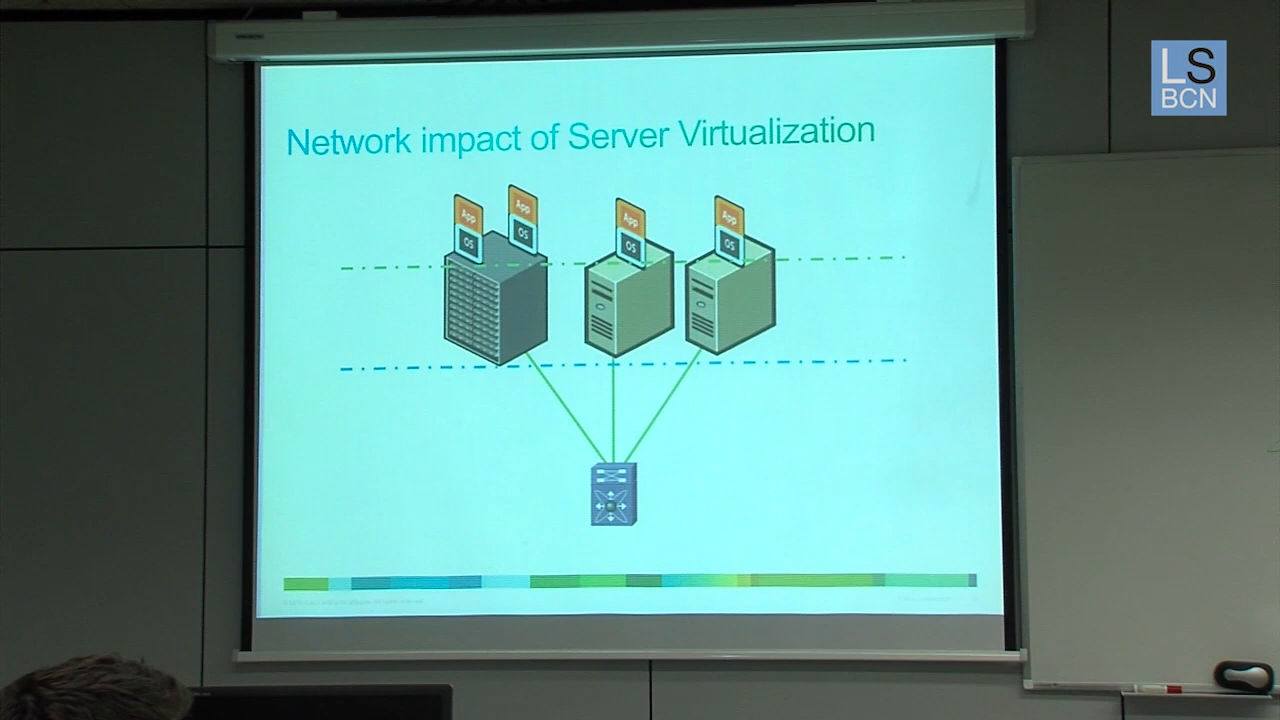 LS
BCN
Network impact of Server Virtualization
App
OS
App
OS
App
OS
App
OS